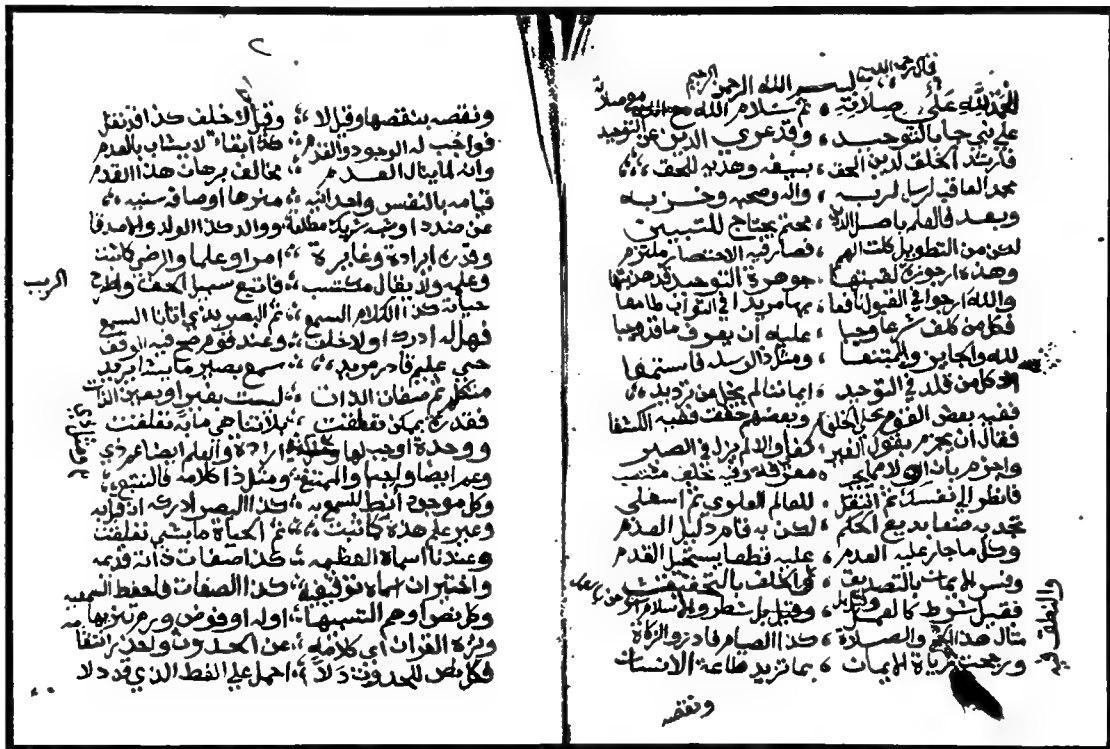 قال رحمه الله
بسم الله الرحمن الرحيم
الحمد لله على صلاته ، ثم سلام الله مع صلاته
على نبي جا بالتوحيد ، وقد عري الدين عن التوحيد
فارشد الخلق لدين الحق ، بسيفه وهديه للحق
محمد العاقب لرسل ربه ، واله وصحبه وحزبه
وبعد فالعلم باصل الدين ، محتم يحتاج للتبيين
لكن من التطويل كلت الهمم ، فصار فيه الاختصار ملتزم
وهذه ارجوزة لقبتها ، جوهرة التوحيد قد هذبتها
والله ارجوا في القبول نافعا ، بها مريدا في الثواب طامعا
فكل من كلف شرعا وجبا ، عليه ان يعرف ما قد وجبا
لله والجايز والممتنعا ، ومثل ذا لرسله فاستمعا
اذ كل من قلد في التوحيد ، ايمانه لم يخل من ترديد
ففيه بعض القوم يحكي الخلفا ، وبعضهم حقق فيه الكشفا
فقال ان يجزم بقول الغير ، كفى والا لم يزل في الضير
واجزم بان اولا مما يجب ، معرفة وفيه خلف منتصب
فانظر الى نفسك ثم انتقل ، للعالم العلوي ثم السفلي
تجد به صنعا بديع الحكم ، لكن به قام دليل العدم
وكل ما جاز عليه العدم ، عليه قطعا يستحيل القدم
وفسر الايمان بالتصديق ، والنطق فيه الخلف بالتحقيق
فقيل شرط كالعمل وقيل بل ، شطر والاسلام اشرحن بالعمل
مثال هذا الحج والصلاة ، كذا الصيام فادر والزكاة
ورجحت زيادة الايمان ، بما تزيد طاعة الانسان
ونقصه
ونقصه بنقصها وقيل لا ، وقيل لا خلف كذا قد نقل
فواجب له الوجود والقدم ، كذا بقاء لا يشاب بالعدم
وانه لما ينال العدم ، مخالف برهان هذا القدم
قيامه بالنفس وحدانيه ، منزها اوصافه سنيه
عن ضد او شبه شريك مطلقا ، ووالد كذا الولد والاصدقا
وقدرة ارادة وغايرة ، امرا وعلما والرضى كما ثبت
وعلمه ولا يقال مكتسب ، فاتبع سبيل الحق واطرح
الريب
حياته كذا الكلام السمع ، ثم البصر بذي اتانا السمع
فهل له ادراك او لا خلف ، وعند قوم صح فيه الوقف
حي عليم قادر مريد ، سمع بصير ما يشا يريد
متكلم ثم صفات الذات ، ليست بغير او بعين الذات
فقدرة بممكن تعلقت ، بلا تناهي ما به تعلقت
ووحدة اوجب لها ومثل ذي ، ارادة والعلم ايضا عم ذي
وعم ايضا واجبا والممتنع ، ومثل ذا كلامه فالنتبع
وكل موجود انط للسمع به ، كذا البصر ادراكه ان قيل به
وغير علم هذه كما ثبت ، ثم الحياة ما بشي تعلقت
وعندنا اسماه العظيمه ، كذا صفات ذاته قديمه
واختير ان اسماه توقيفيه ، كذا الصفات فاحفظ السمعيه
وكل نص اوهم التشبيها ، اوله او فوض ورم تنزيها
ونزه القران اي كلامه ، عن الحدوث واحذر انتقامه
فكل نص للحدوث دلا ، احمل على اللفظ الذي قد دلا